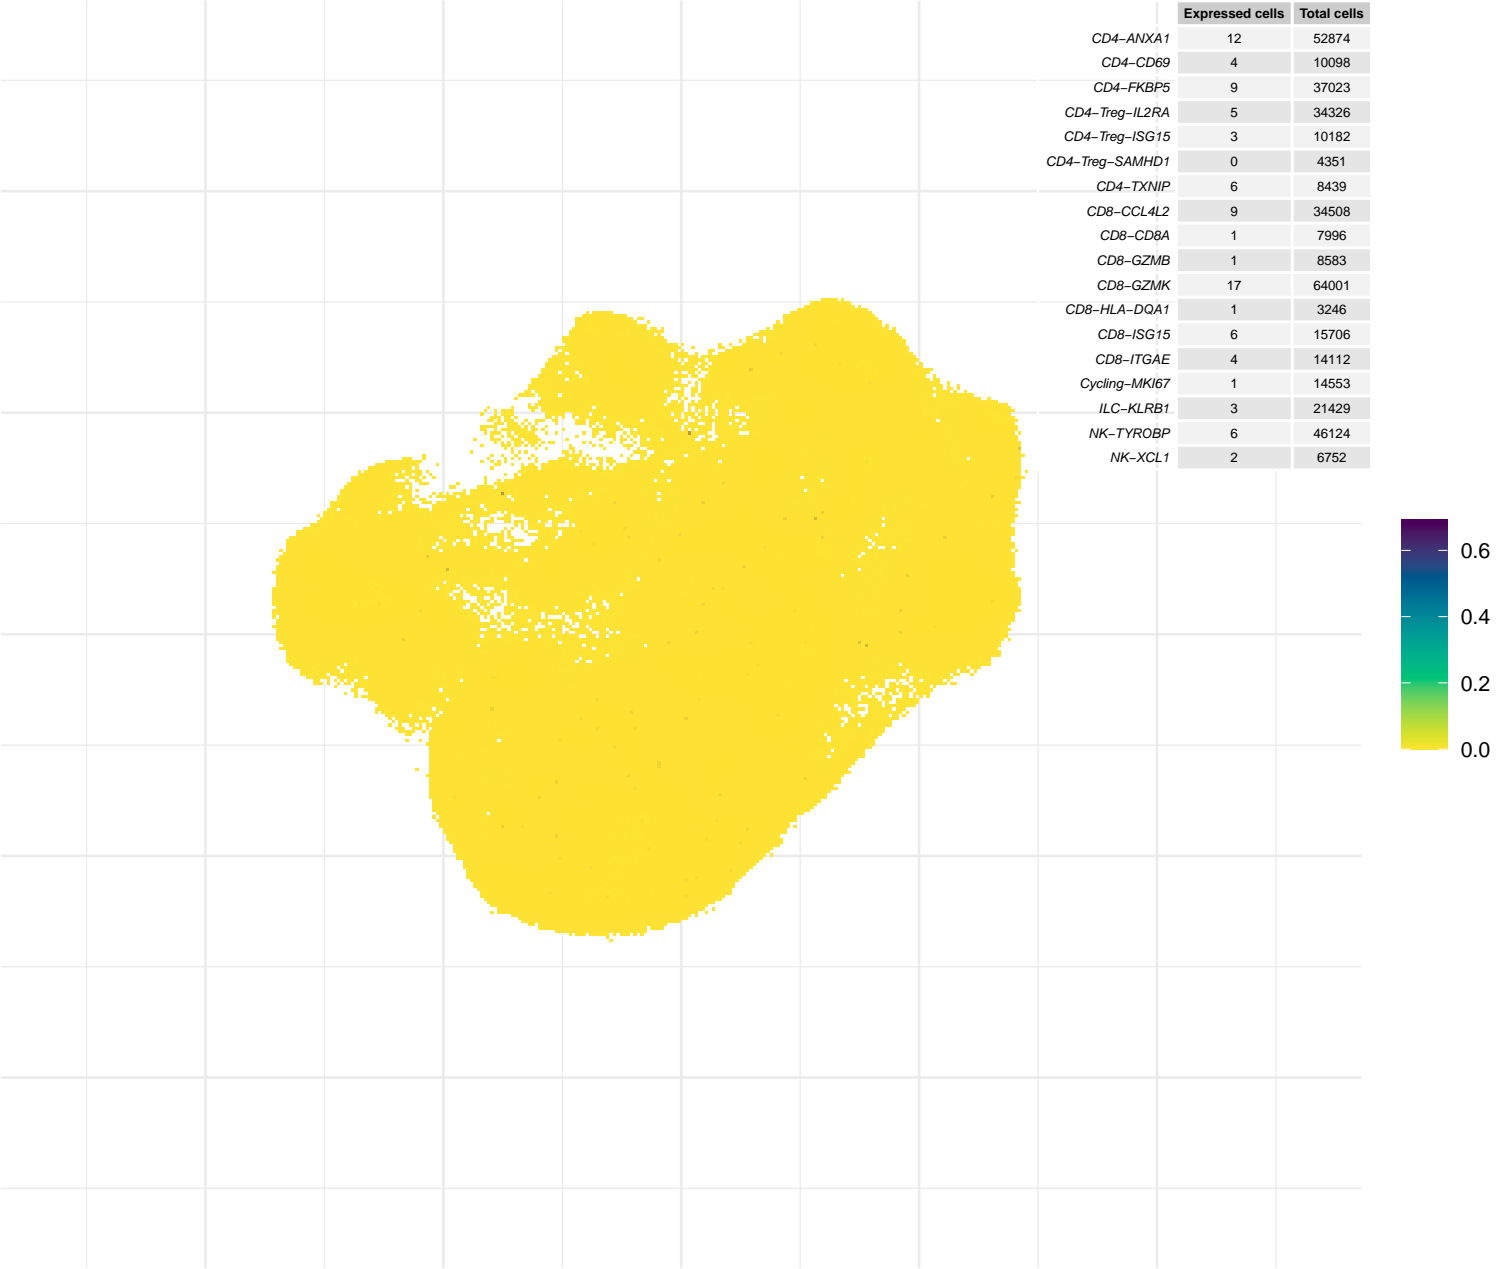 Expressed cells Total cells
CD4−ANXA1 12 52874
CD4−CD69 4 10098
CD4−FKBP5 9 37023
CD4−Treg−IL2RA 5 34326
CD4−Treg−ISG15 3 10182
CD4−Treg−SAMHD1 0 4351
CD4−TXNIP 6 8439
CD8−CCL4L2 9 34508
CD8−CD8A 1 7996
CD8−GZMB 1 8583
CD8−GZMK 17 64001
CD8−HLA−DQA1 1 3246
CD8−ISG15 6 15706
CD8−ITGAE 4 14112
Cycling−MKI67 1 14553
ILC−KLRB1 3 21429
NK−TYROBP 6 46124
NK−XCL1 2 6752
0.6
0.4
0.2
0.0